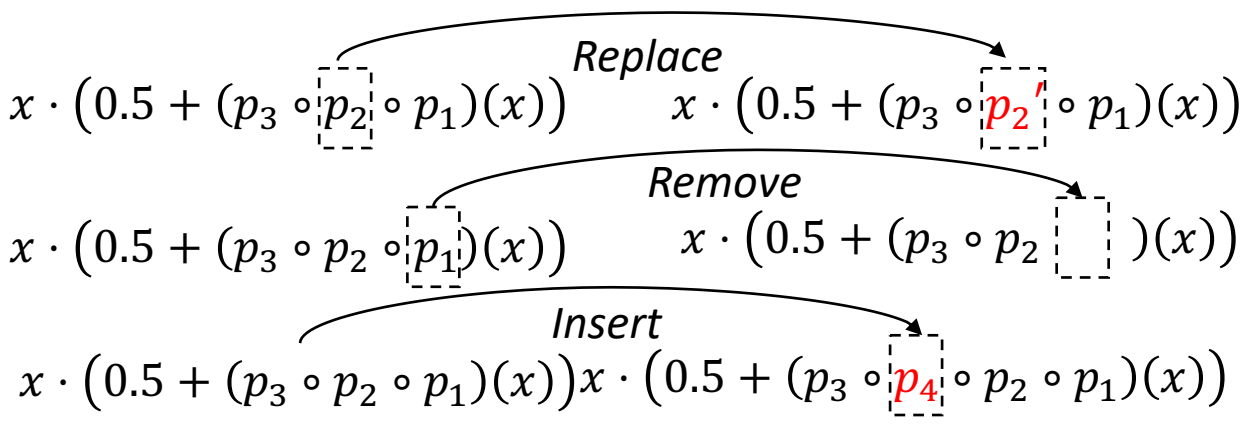 Replace
x · (0.5 + (p₃ ∘ p₂ ∘ p₁)(x)) x · (0.5 + (p₃ ∘ p₂′ ∘ p₁)(x))
Remove
x · (0.5 + (p₃ ∘ p₂ ∘ p₁)(x)) x · (0.5 + (p₃ ∘ p₂ )(x))
Insert
x · (0.5 + (p₃ ∘ p₂ ∘ p₁)(x)) x · (0.5 + (p₃ ∘ p₄ ∘ p₂ ∘ p₁)(x))